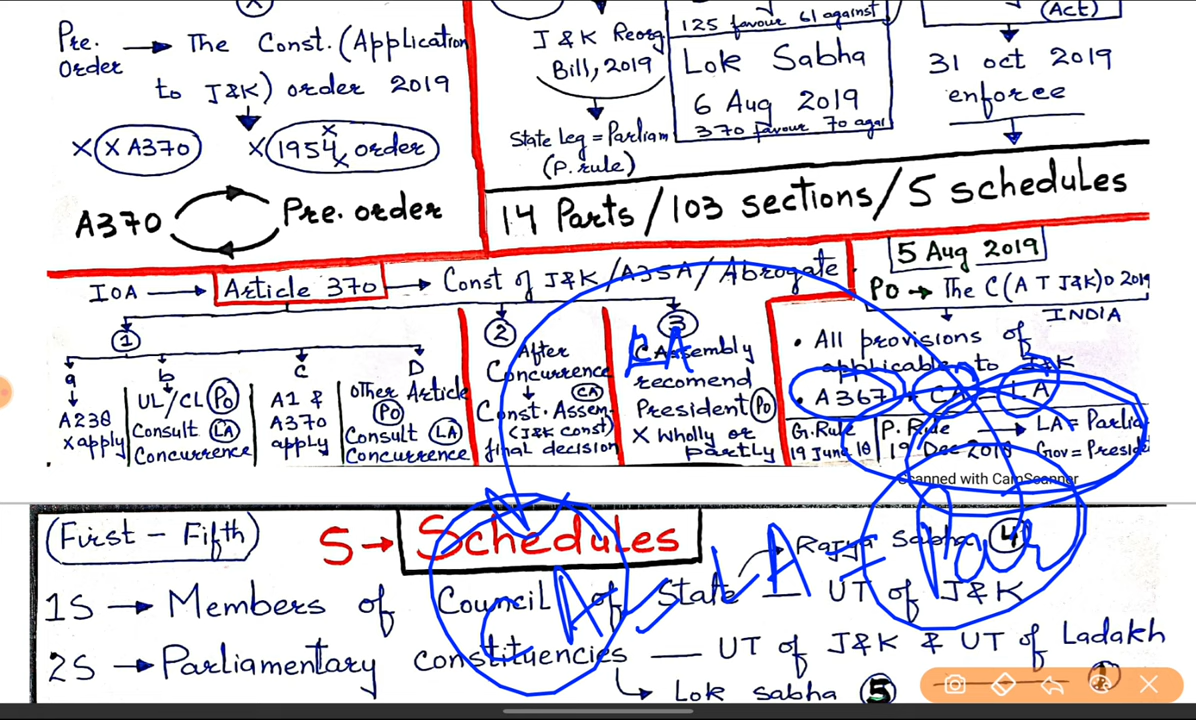 Pre. Order → The Const. (Application
to J&K) order 2019
X (X A370) X (1954 order)
A370 Pre. order
J & K Reorg
Bill, 2019
State Leg = Parliam
(P. rule)
125 favour 61 against
Lok Sabha
6 Aug 2019
370 favour 70 agai
(Act)
31 oct 2019
enforce
14 Parts / 103 sections / 5 schedules
IOA → Article 370 → Const of J&K / A35A / Abrogate
1
a
A238
x apply
b
UL/CL (PO)
Consult (LA)
Concurrence
C
A1 &
A370
apply
D
Other Article
(PO)
Consult (LA)
Concurrence
2
After
Concurrence
(CA)
Const. Assem
(J&K Const)
final decision
3
CAssembly
recomend
President (PO)
X wholly or
partly
5 Aug 2019
PO → The C (A T J&K) O 2019
INDIA
• All provisions of
applicable to J&K
• A367 → CA - LA
G. Rule
19 June 18
P. Rule
19 Dec 2018
→ LA = Parlia
Gov = Preside
Scanned with CamScanner
(First - Fifth) S → Schedules
Rajya Sabha 4
1S → Members of Council of State — UT of J&K
2S → Parliamentary constituencies — UT of J&K & UT of Ladakh
Lok sabha 5 1
CA LA =